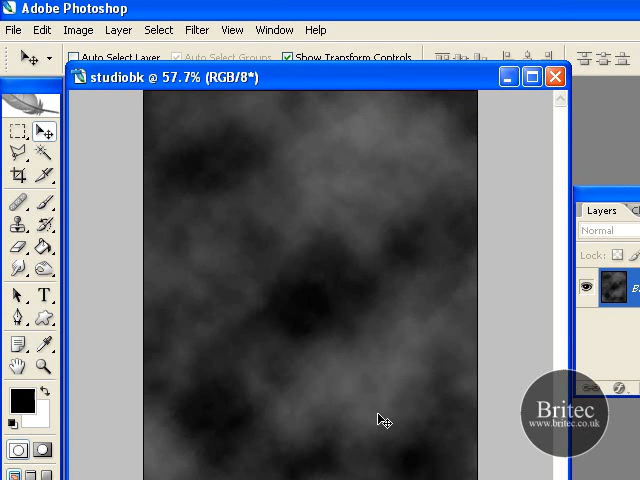 Adobe Photoshop
File Edit Image Layer Select Filter View Window Help
Auto Select Layer Auto Select Groups Show Transform Controls
studiobk @ 57.7% (RGB/8*)
Layers
Normal
Lock:
T
Britec
www.britec.co.uk